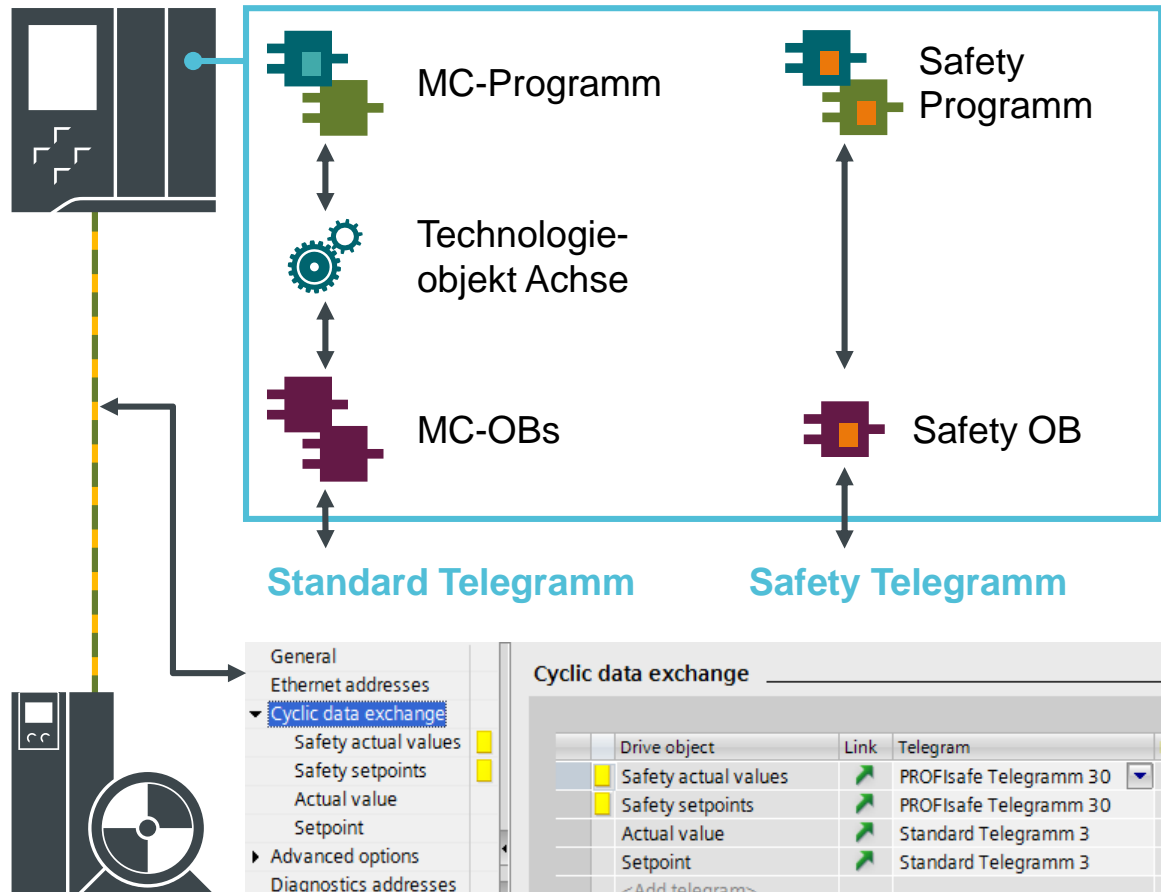 MC-Programm
Safety
Programm
Technologie-
objekt Achse
MC-OBs
Safety OB
Standard Telegramm
Safety Telegramm
General
Ethernet addresses
Cyclic data exchange
Safety actual values
Safety setpoints
Actual value
Setpoint
Advanced options
Diagnostics addresses
Cyclic data exchange
Drive object Link Telegram
Safety actual values PROFIsafe Telegramm 30
Safety setpoints PROFIsafe Telegramm 30
Actual value Standard Telegramm 3
Setpoint Standard Telegramm 3
<Add telegram>